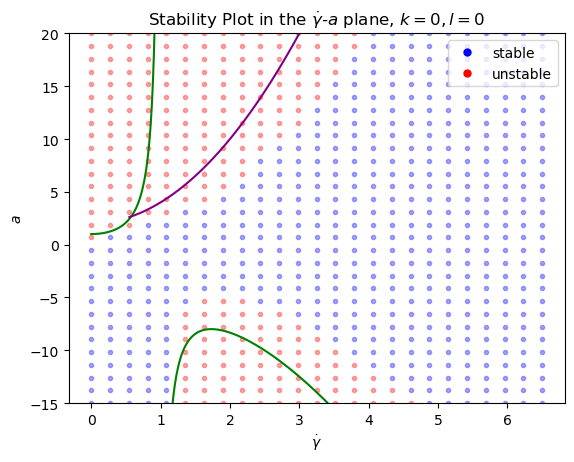 Stability Plot in the γ̇-a plane, k = 0, l = 0
stable
unstable
a
20
15
10
5
0
−5
−10
−15
0 1 2 3 4 5 6
γ̇